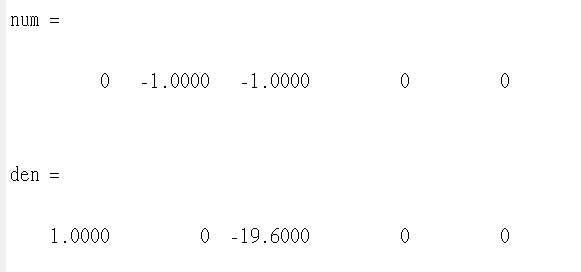 num =
0 -1.0000 -1.0000 0 0
den =
1.0000 0 -19.6000 0 0